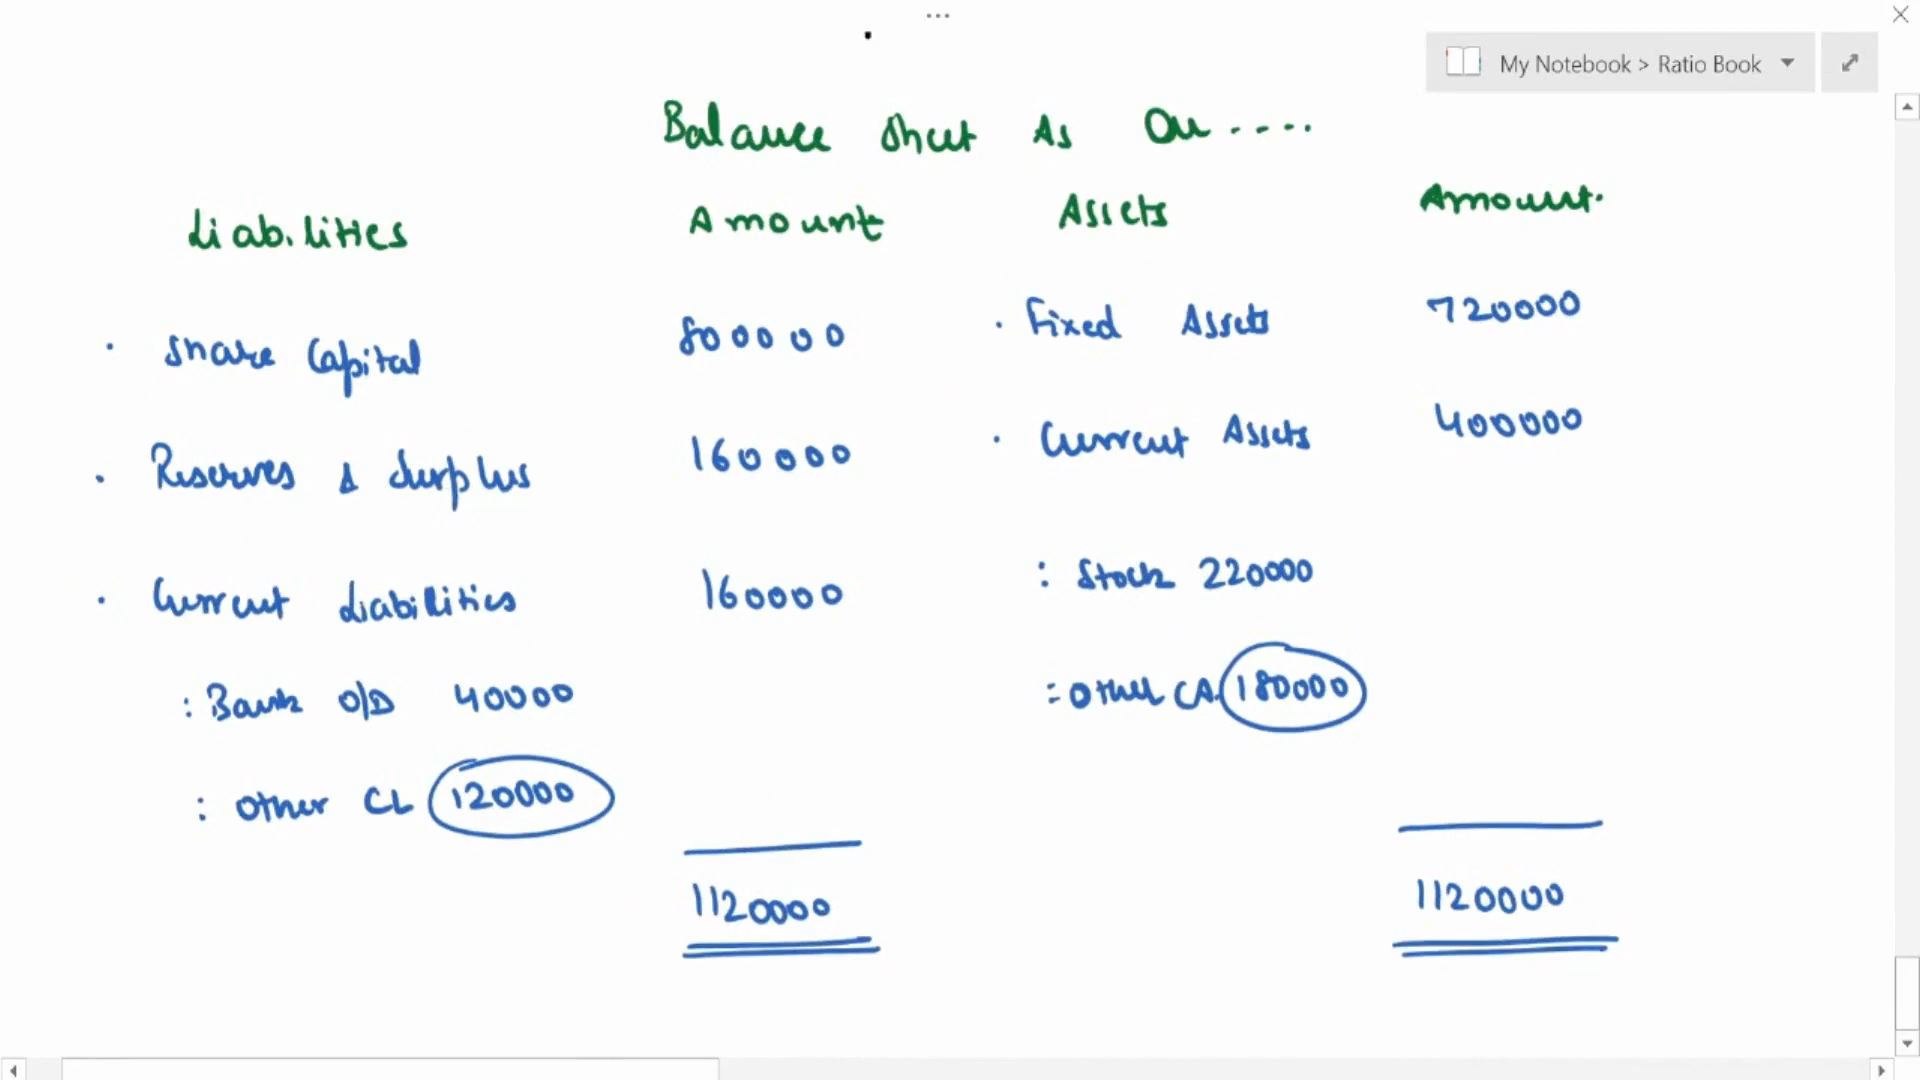 ...
My Notebook > Ratio Book
Balance Sheet As On ....
Liabilities Amount Assets Amount.
. Share Capital 800000 . Fixed Assets 720000
. Reserves & Surplus 160000 . Current Assets 400000
. Current Liabilities 160000 : Stock 220000
: Bank O/D 40000 : Other CA. 180000
: Other CL 120000
1120000 1120000